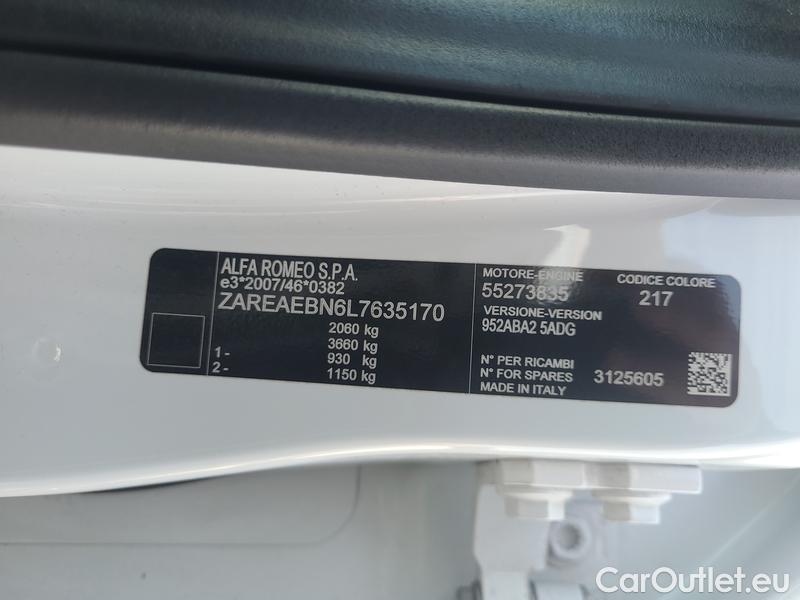 ALFA ROMEO S.P.A.
e3*2007/46*0382
ZAREAEBN6L7635170
2060 kg
3660 kg
1- 930 kg
2- 1150 kg
MOTORE-ENGINE
55273835
CODICE COLORE
217
VERSIONE-VERSION
952ABA2 5ADG
N° PER RICAMBI
N° FOR SPARES 3125605
MADE IN ITALY
CarOutlet.eu